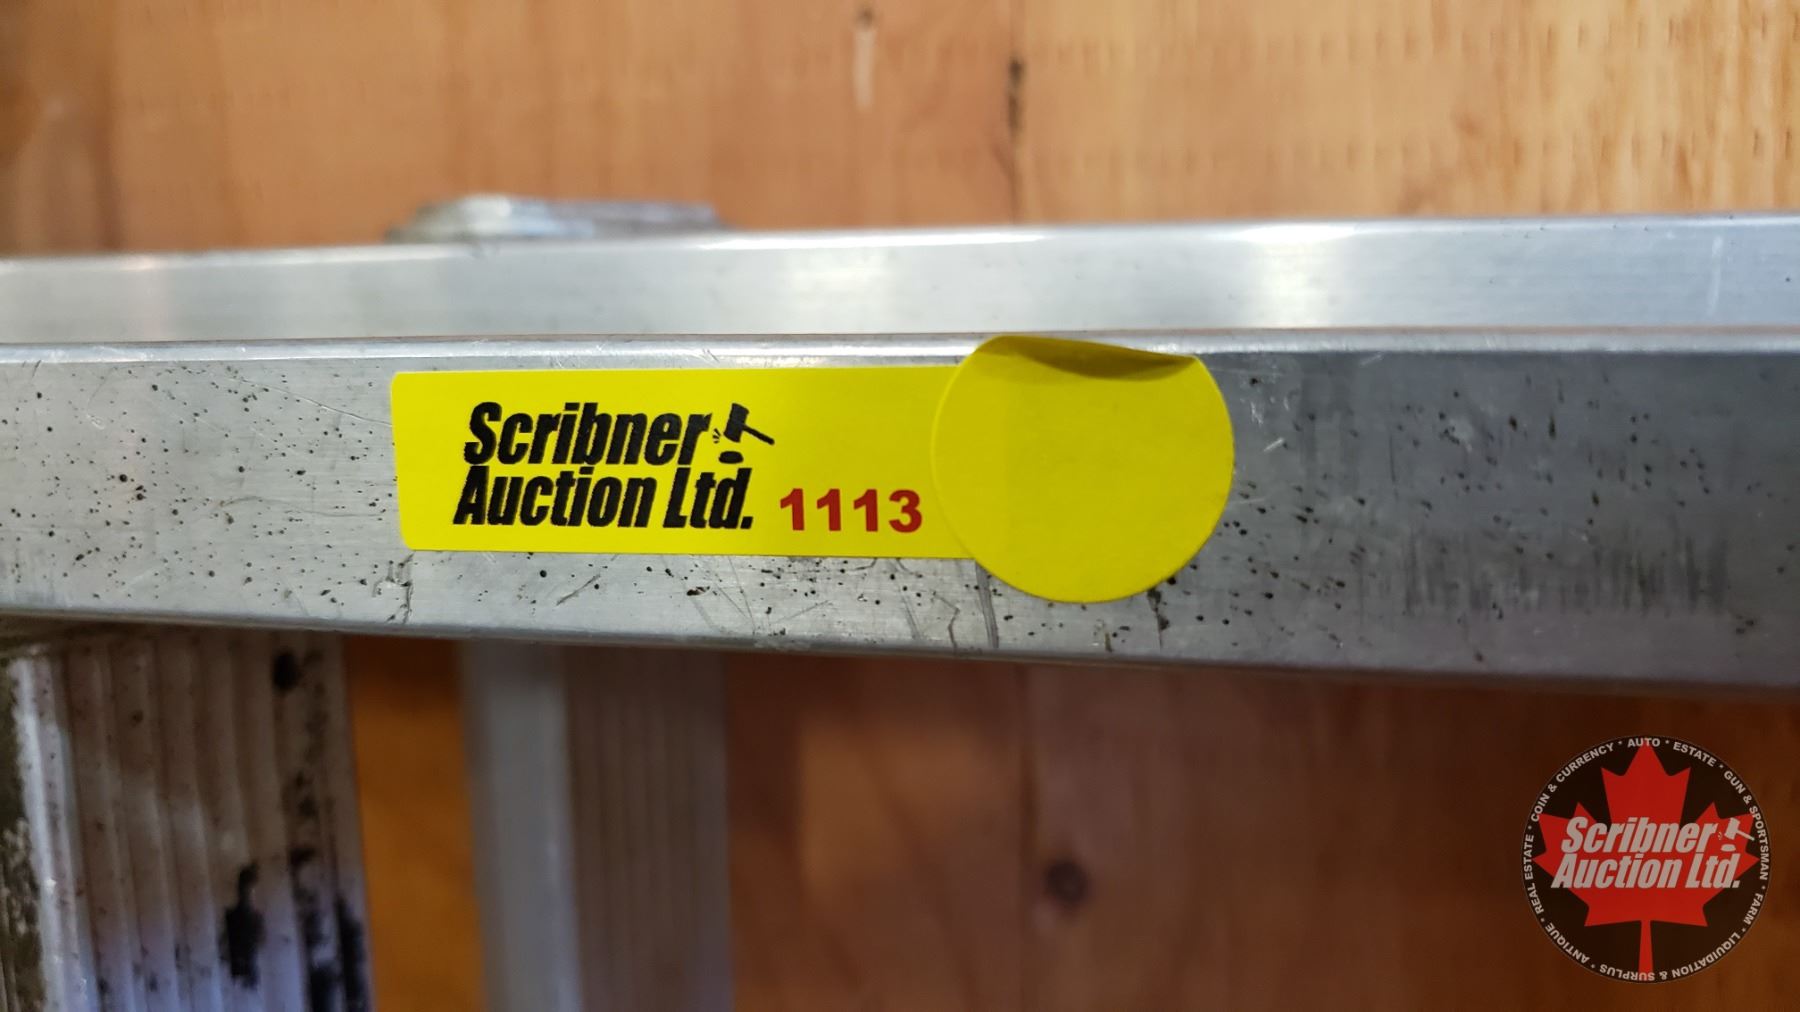 Scribner
Auction Ltd. 1113
COIN & CURRENCY * AUTO * ESTATE * GUN & SPORTSMAN * FARM * LIQUIDATION & SURPLUS * ANTIQUE * REAL ESTATE *
Scribner
Auction Ltd.